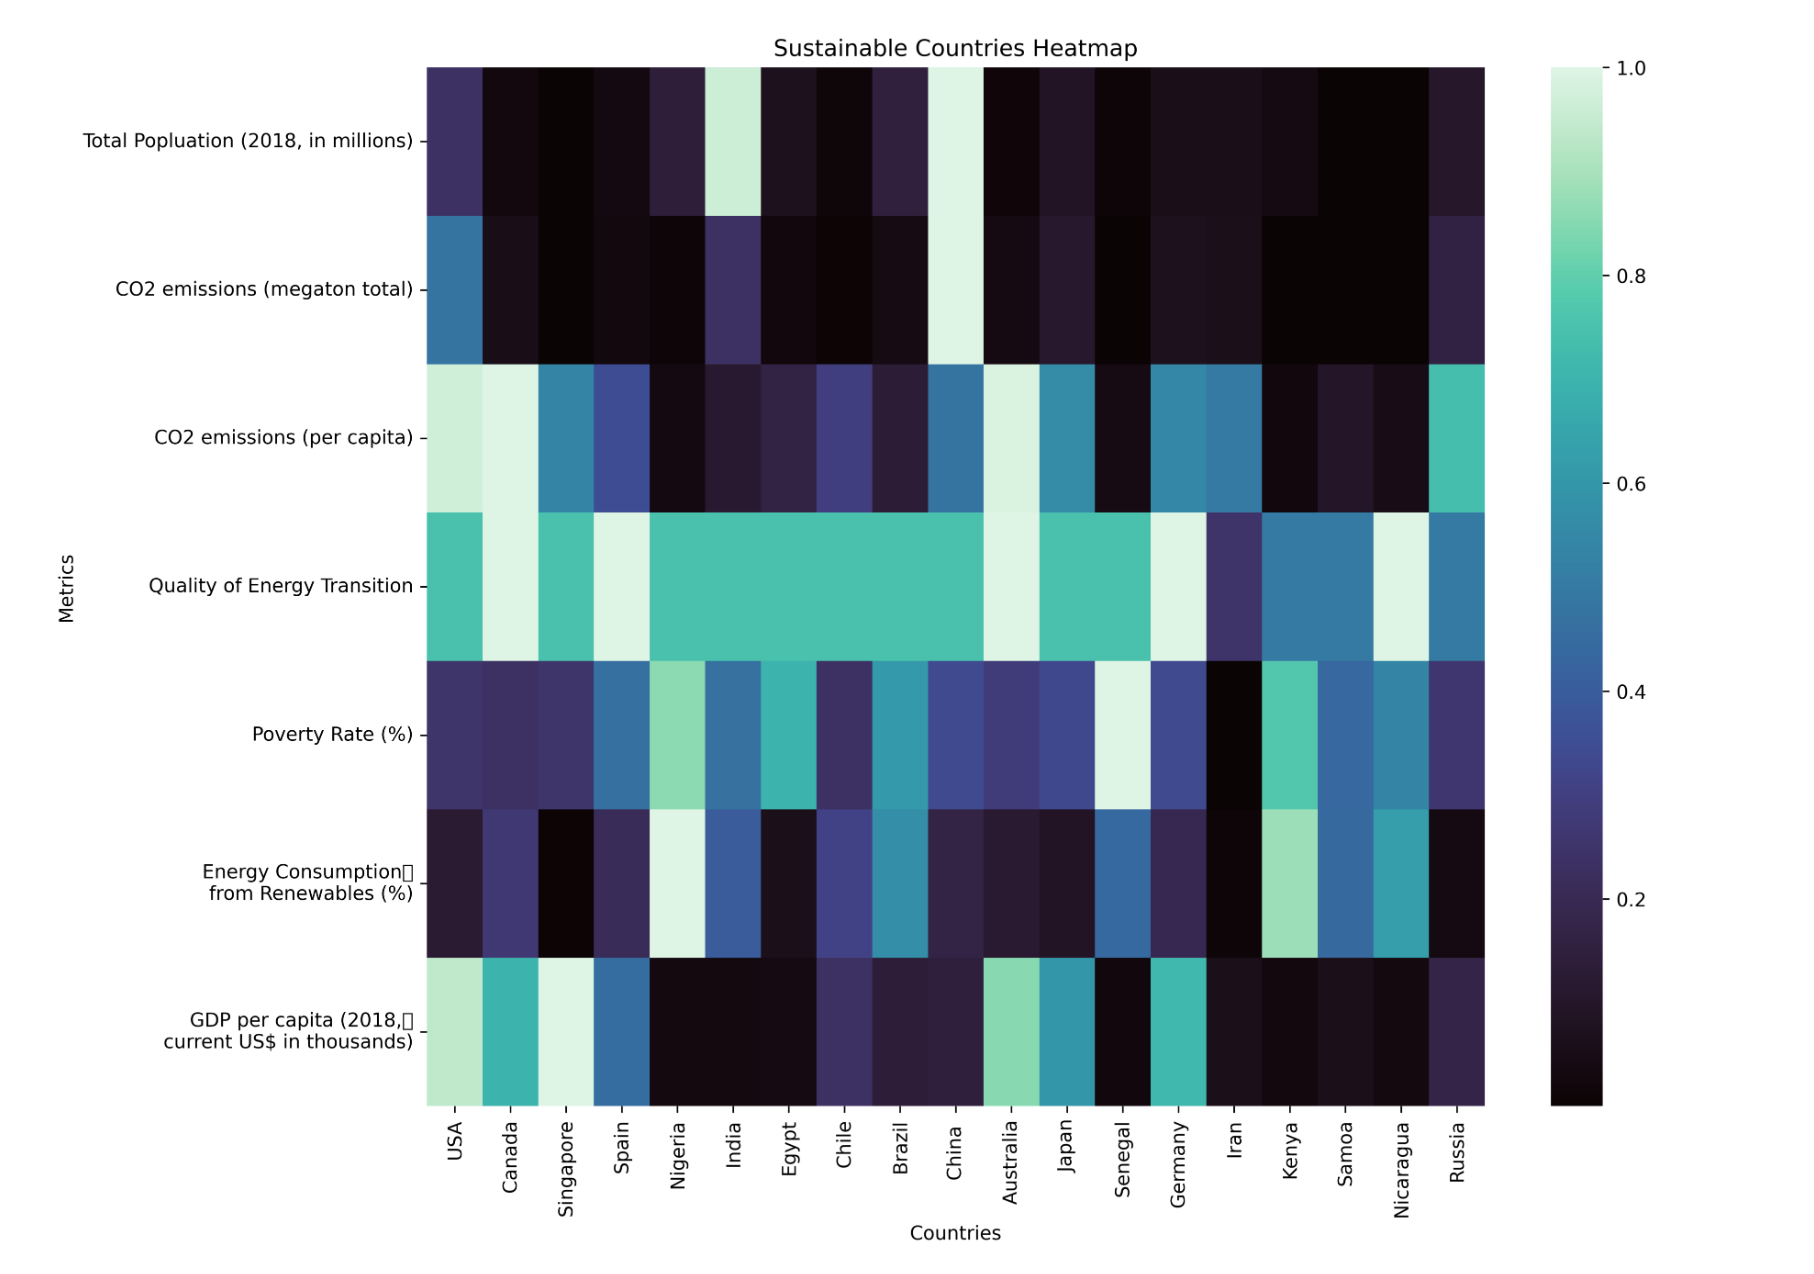 Sustainable Countries Heatmap
Total Popluation (2018, in millions)
CO2 emissions (megaton total)
CO2 emissions (per capita)
Quality of Energy Transition
Poverty Rate (%)
Energy Consumption▯
from Renewables (%)
GDP per capita (2018,▯
current US$ in thousands)
Metrics
USA
Canada
Singapore
Spain
Nigeria
India
Egypt
Chile
Brazil
China
Australia
Japan
Senegal
Germany
Iran
Kenya
Samoa
Nicaragua
Russia
Countries
1.0
0.8
0.6
0.4
0.2